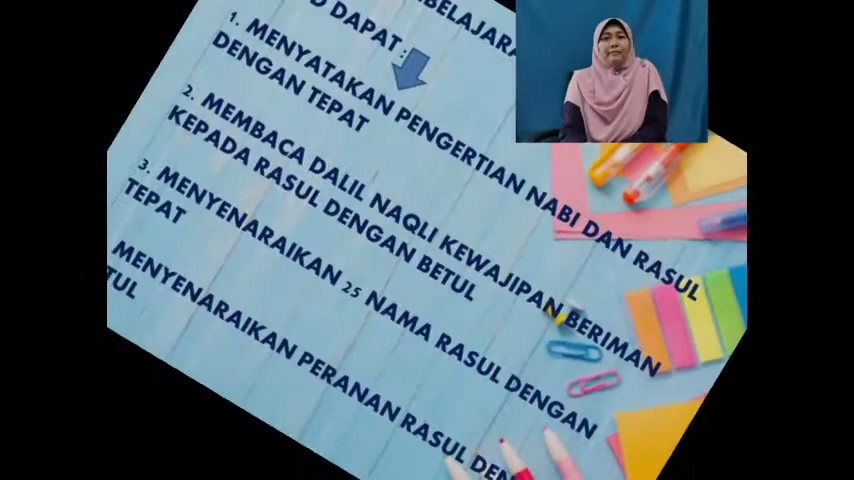 DAPAT :
1. MENYATAKAN PENGERTIAN NABI DAN RASUL
DENGAN TEPAT
2. MEMBACA DALIL NAQLI KEWAJIPAN BERIMAN
KEPADA RASUL DENGAN BETUL
3. MENYENARAIKAN 25 NAMA RASUL DENGAN
TEPAT
MENYENARAIKAN PERANAN RASUL